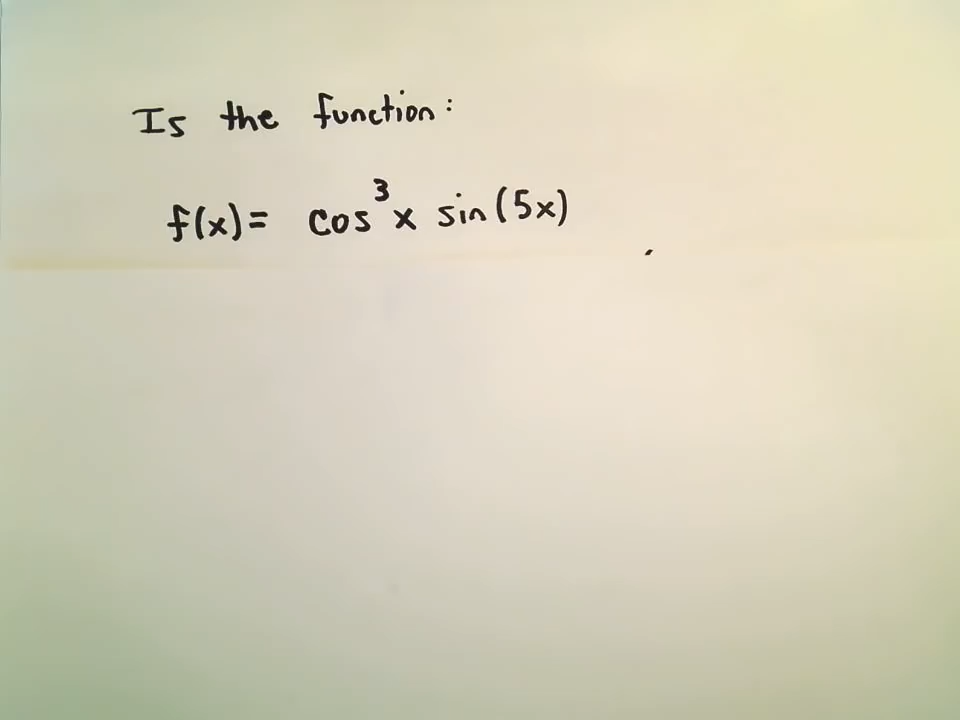 Is the function:
f(x) = cos³x sin(5x)